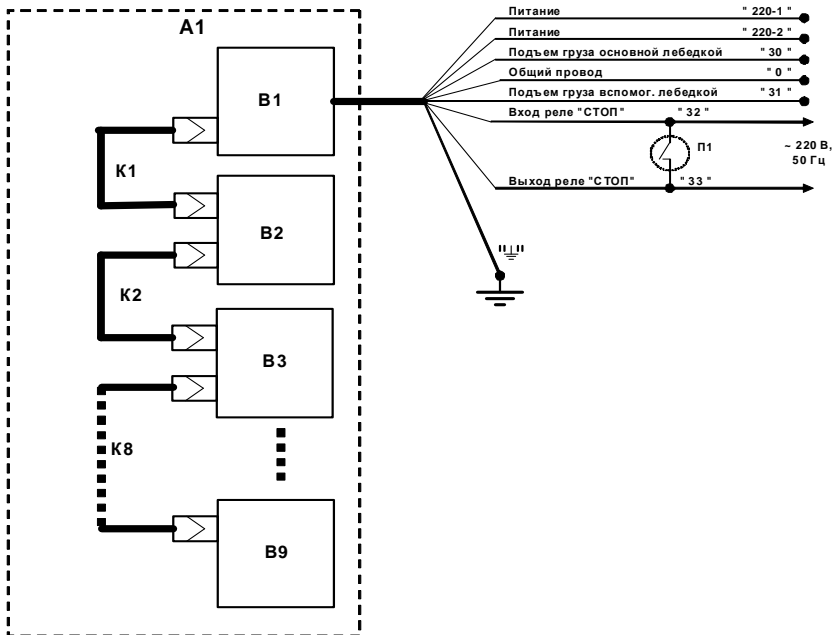 А1
В1
К1
В2
К2
В3
К8
В9
Питание " 220-1 "
Питание " 220-2 "
Подъем груза основной лебедкой " 30 "
Общий провод " 0 "
Подъем груза вспомог. лебедкой " 31 "
Вход реле "СТОП" " 32 "
П1
~ 220 В,
50 Гц
Выход реле "СТОП" " 33 "